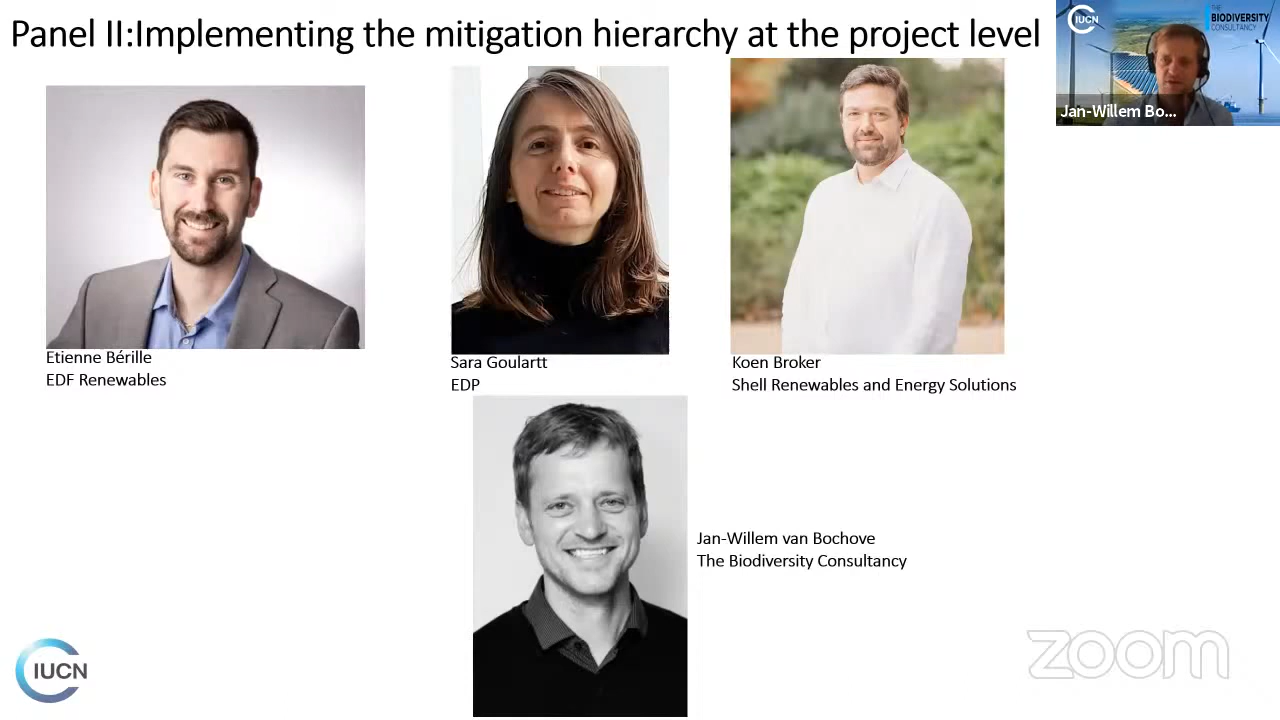 Panel II:Implementing the mitigation hierarchy at the project level
IUCN
THE
BIODIVERSITY
CONSULTANCY
Jan-Willem Bo...
Etienne Bérille
EDF Renewables
Sara Goulartt
EDP
Koen Broker
Shell Renewables and Energy Solutions
Jan-Willem van Bochove
The Biodiversity Consultancy
IUCN
zoom